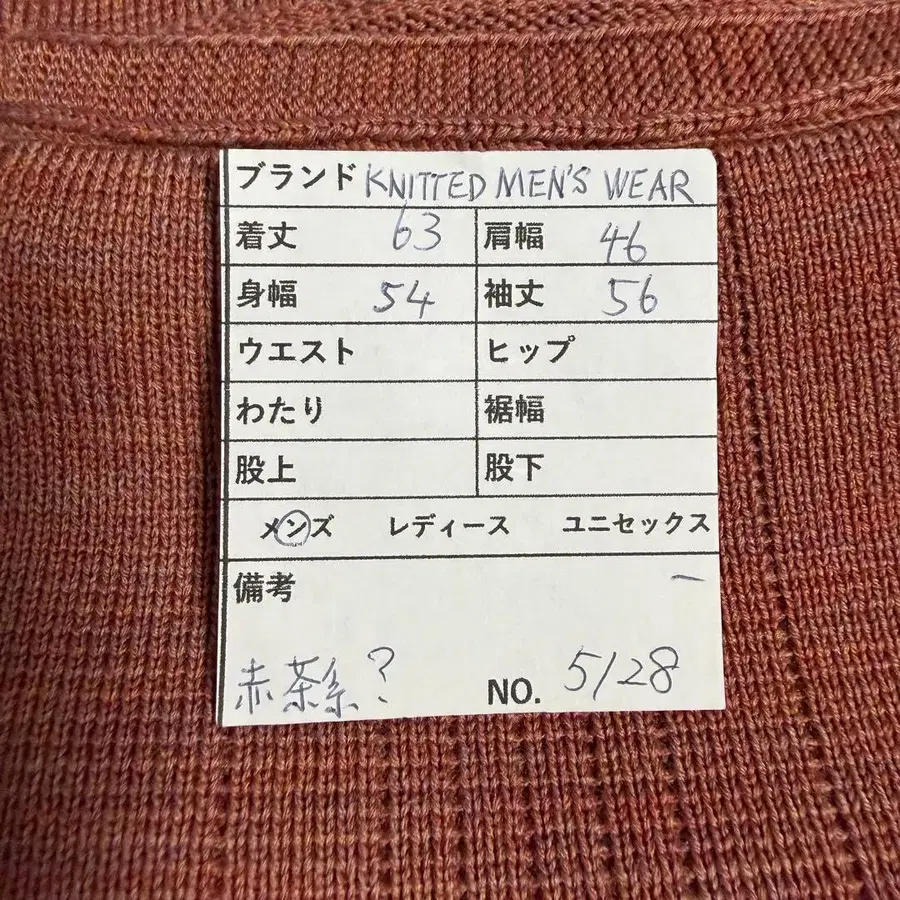 ブランド KNITTED MEN'S WEAR
着丈 63 肩幅 46
身幅 54 袖丈 56
ウエスト ヒップ
わたり 裾幅
股上 股下
メンズ レディース ユニセックス
備考 ー
赤茶系? NO. 5128